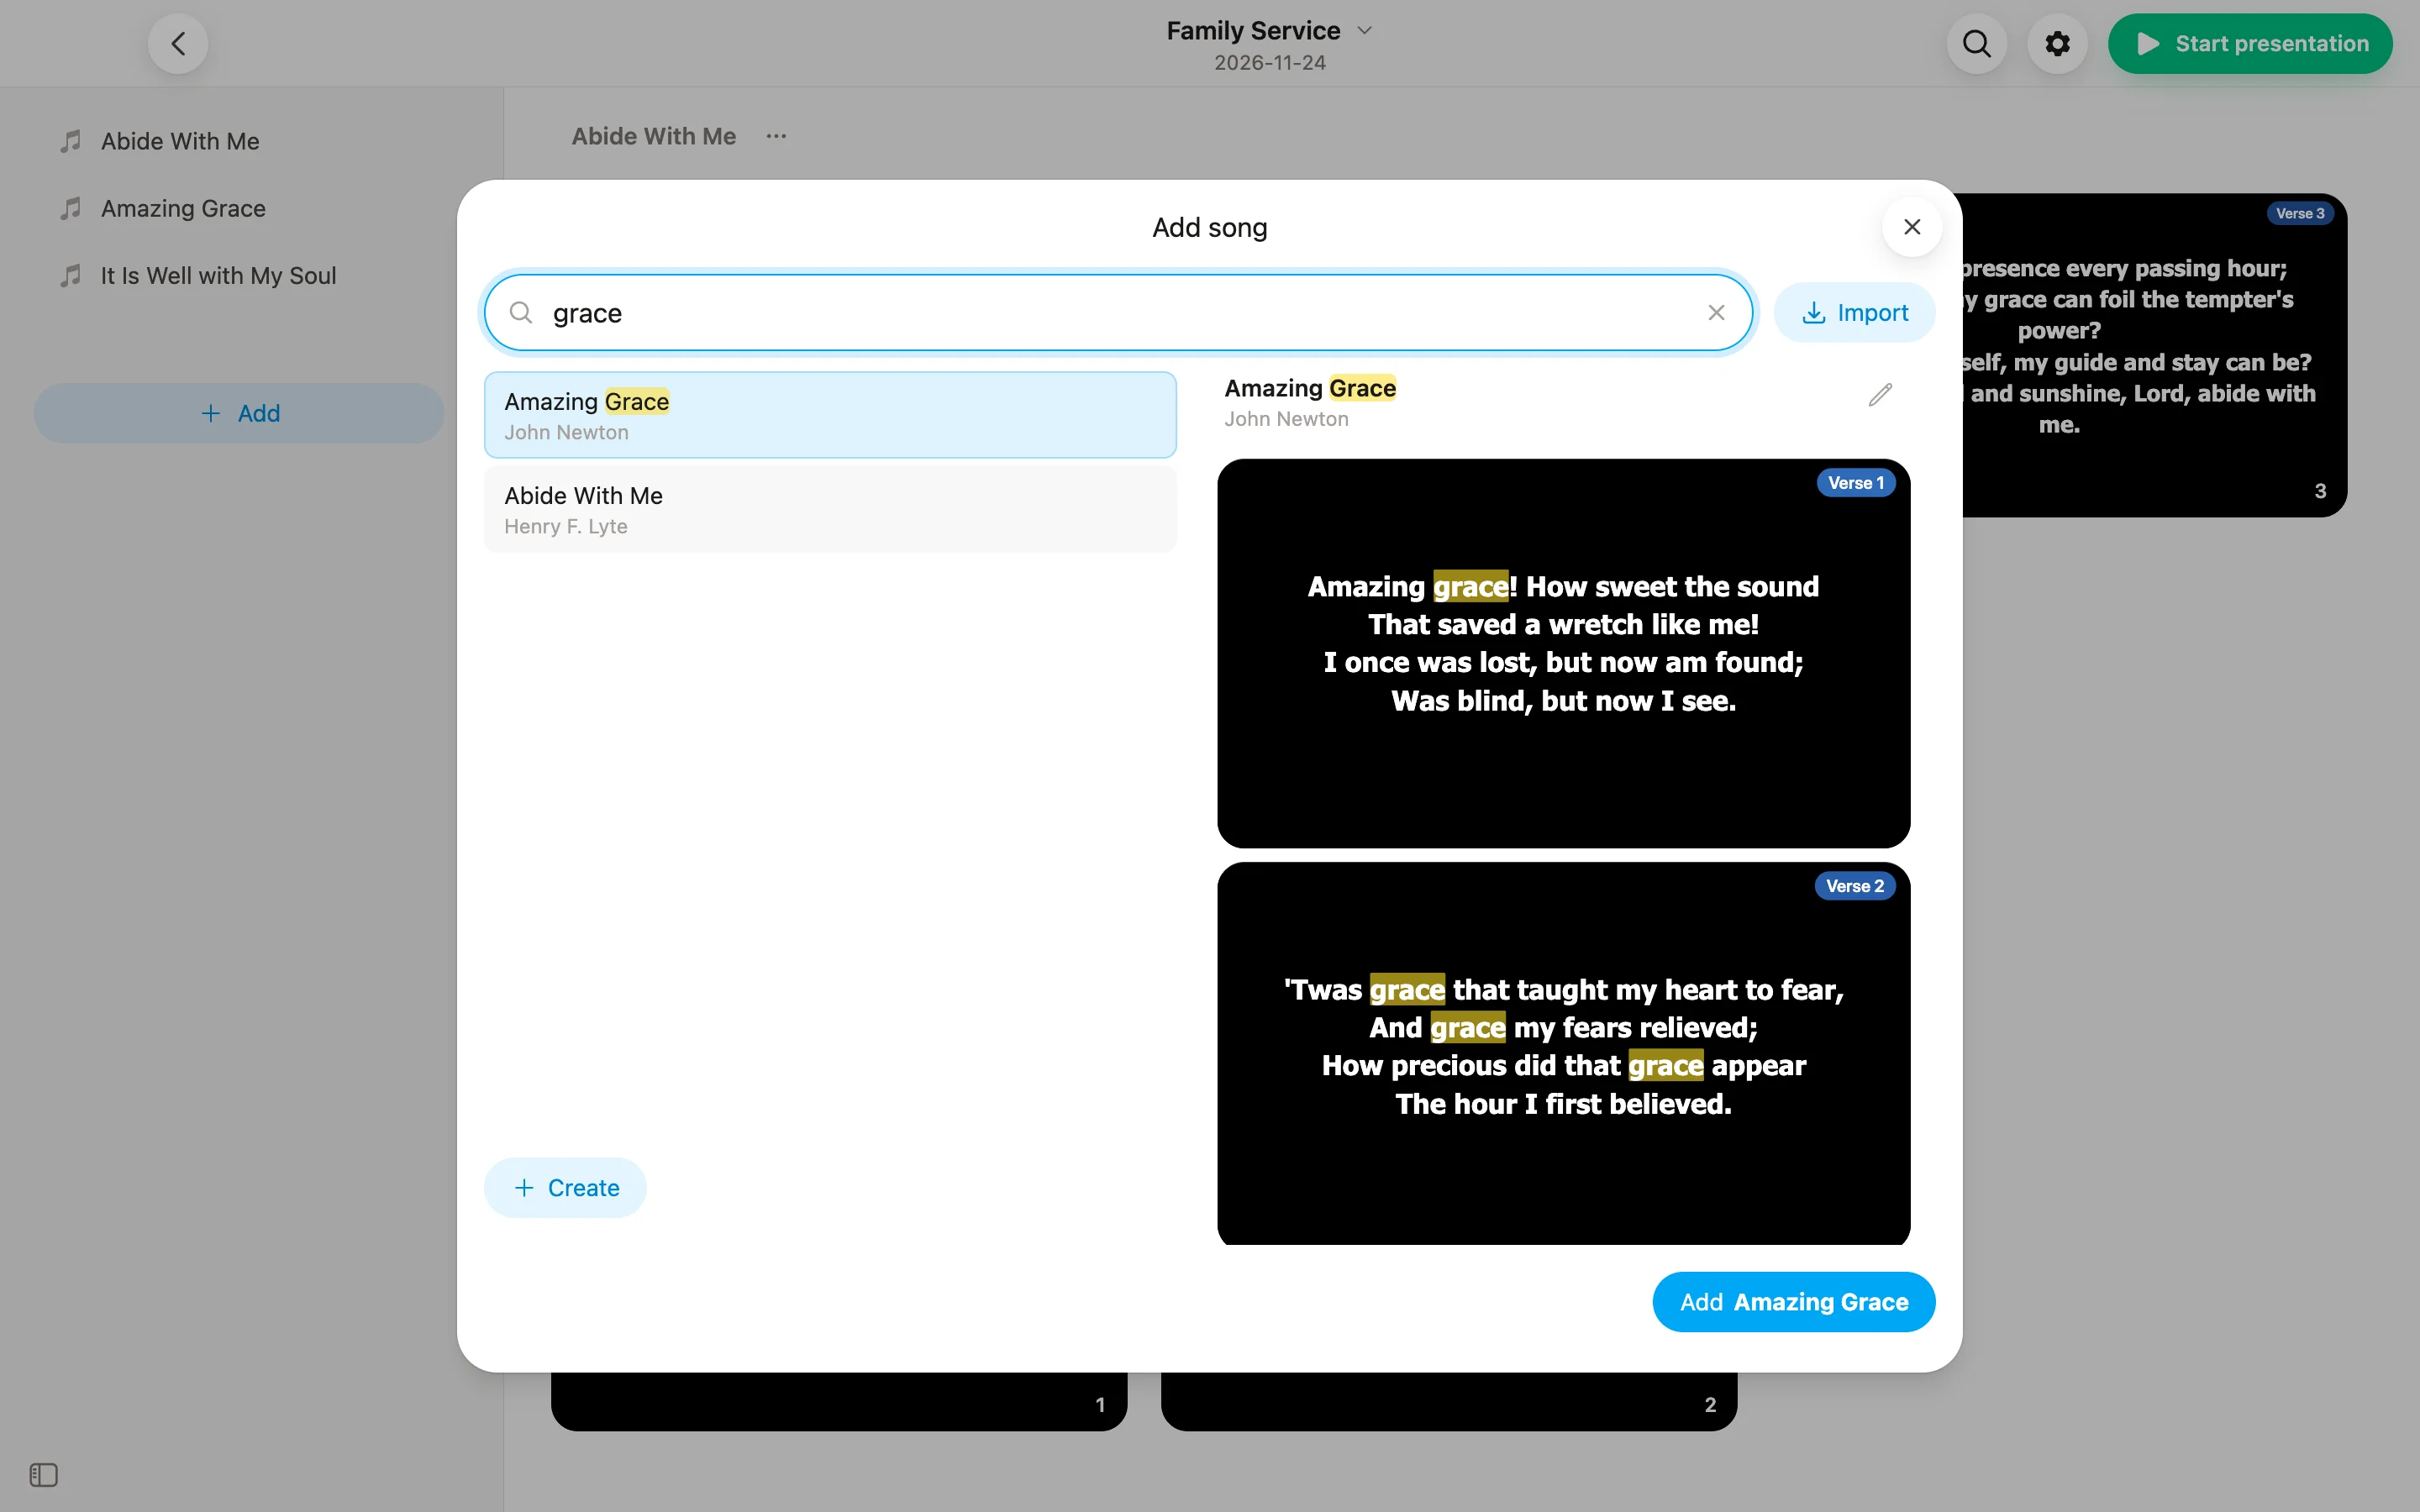 Family Service
2026-11-24
Start presentation
Abide With Me
Amazing Grace
It Is Well with My Soul
Add
Abide With Me
Verse 3
presence every passing hour;
grace can foil the tempter's
power?
my guide and stay can be?
and sunshine, Lord, abide with
me.
3
Add song
grace
Import
Amazing Grace
John Newton
Abide With Me
Henry F. Lyte
Create
Amazing Grace
John Newton
Verse 1
Amazing grace! How sweet the sound
That saved a wretch like me!
I once was lost, but now am found;
Was blind, but now I see.
Verse 2
'Twas grace that taught my heart to fear,
And grace my fears relieved;
How precious did that grace appear
The hour I first believed.
Add Amazing Grace
1
2